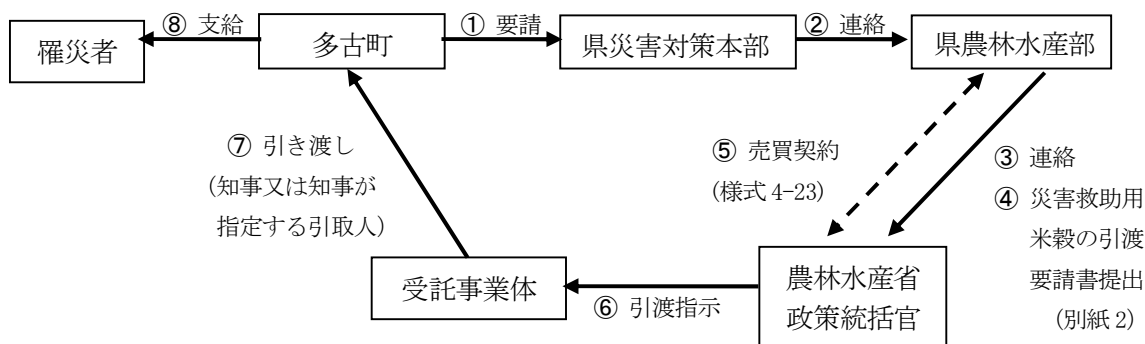 ⑧ 支給
① 要請
② 連絡
罹災者
多古町
県災害対策本部
県農林水産部
⑦ 引き渡し
(知事又は知事が
指定する引取人)
⑤ 売買契約
(様式 4-23)
③ 連絡
④ 災害救助用
米穀の引渡
要請書提出
(別紙 2)
受託事業体
⑥ 引渡指示
農林水産省
政策統括官